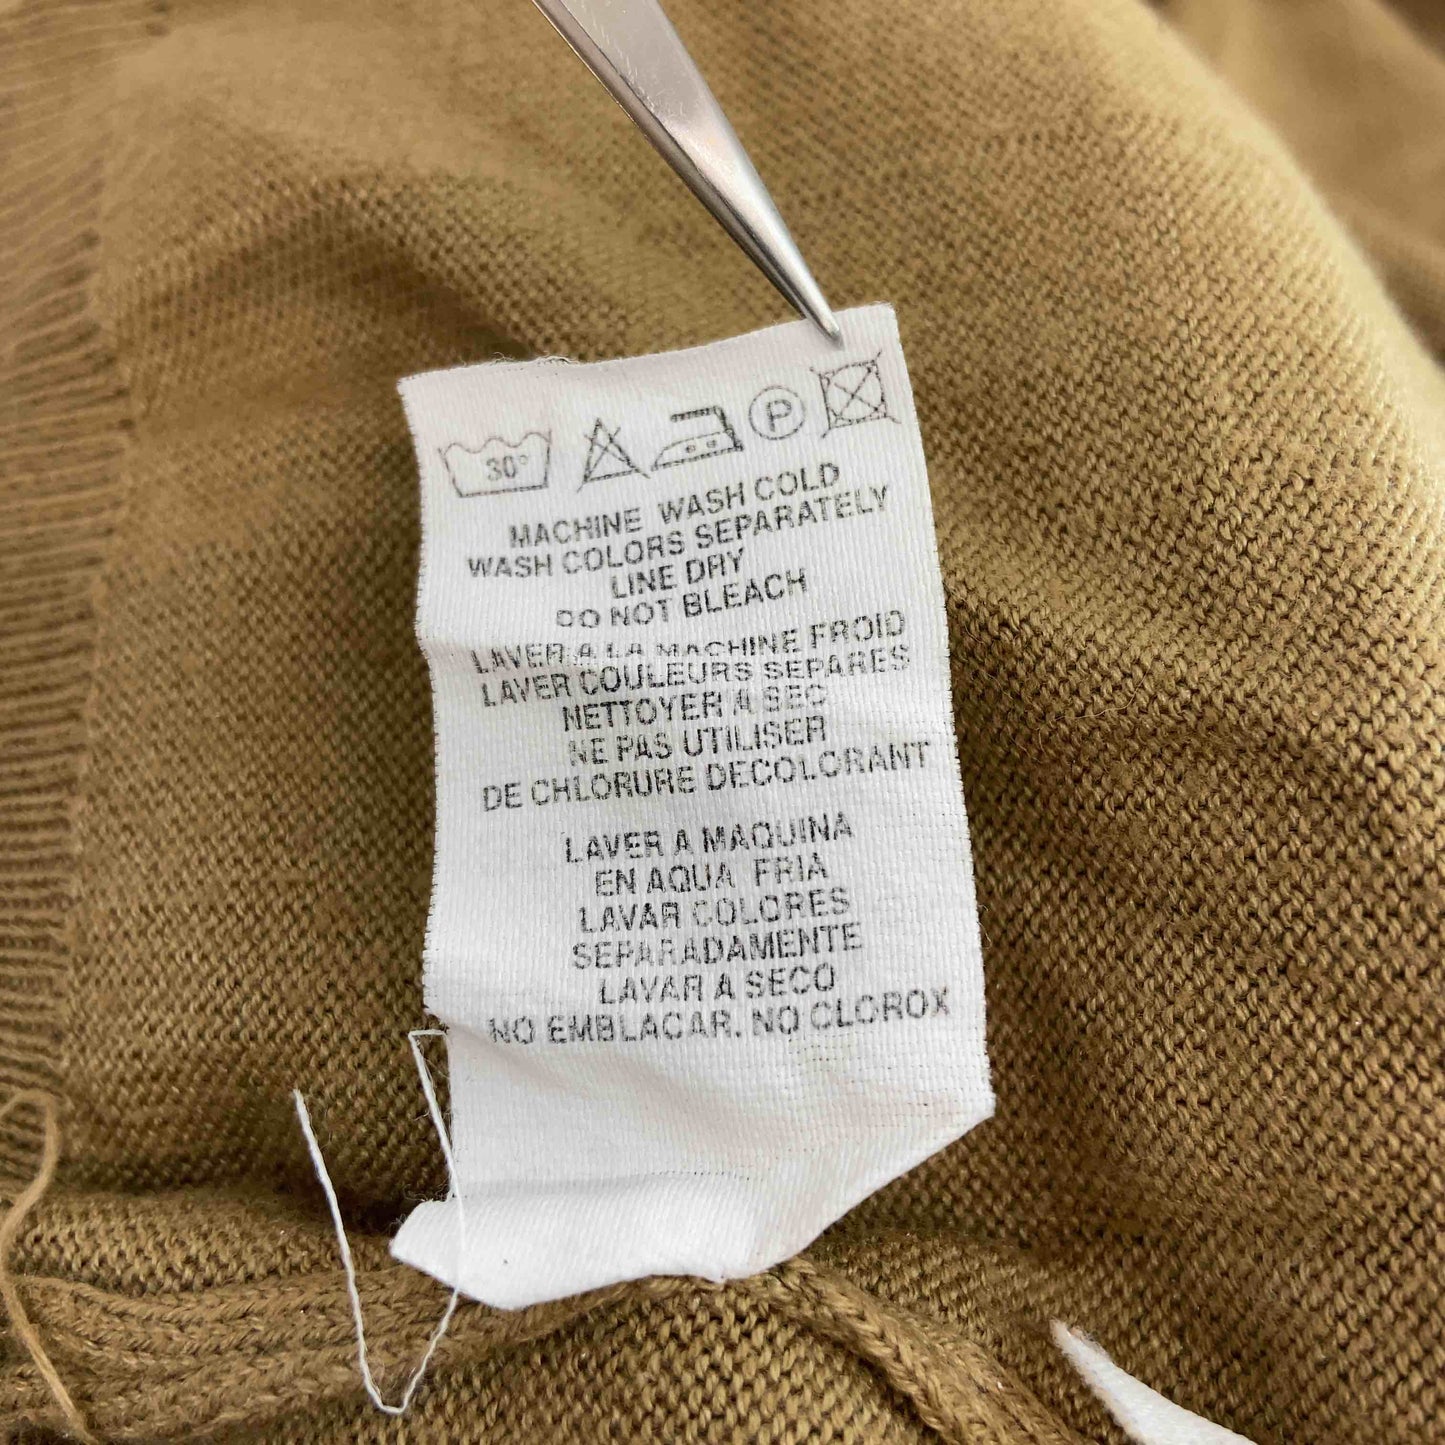 30°
P
MACHINE WASH COLD
WASH COLORS SEPARATELY
LINE DRY
DO NOT BLEACH
LAVER A LA MACHINE FROID
LAVER COULEURS SEPARES
NETTOYER A SEC
NE PAS UTILISER
DE CHLORURE DECOLORANT
LAVER A MAQUINA
EN AQUA FRIA
LAVAR COLORES
SEPARADAMENTE
LAVAR A SECO
NO EMBLACAR. NO CLOROX